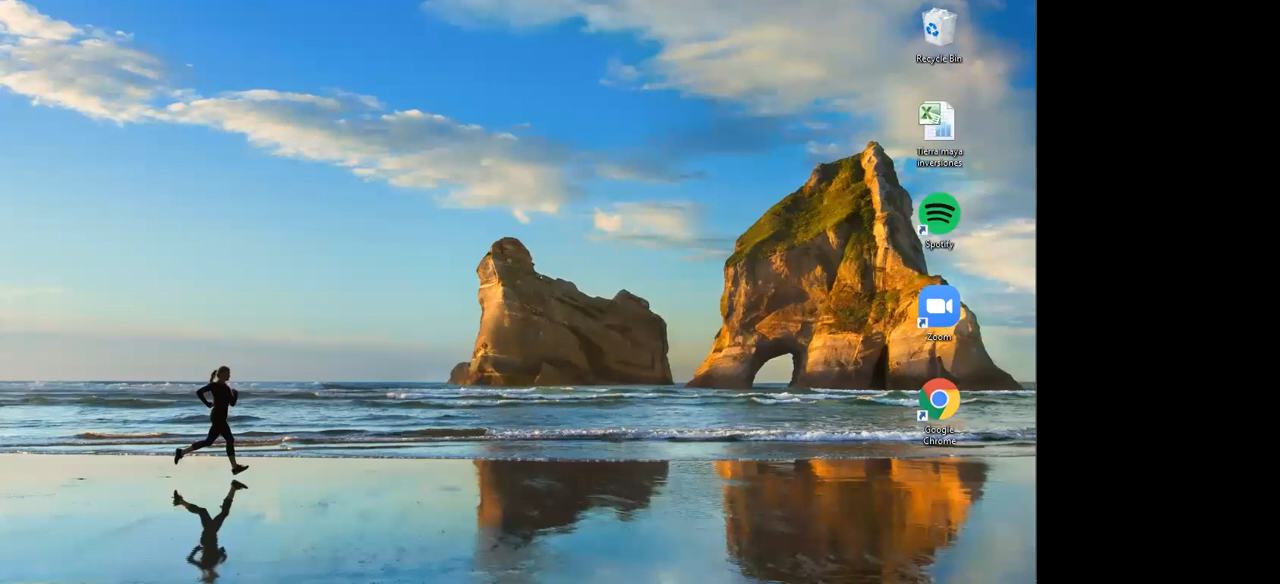 Recycle Bin
Tierra maya
inversiones
Spotify
Zoom
Google
Chrome